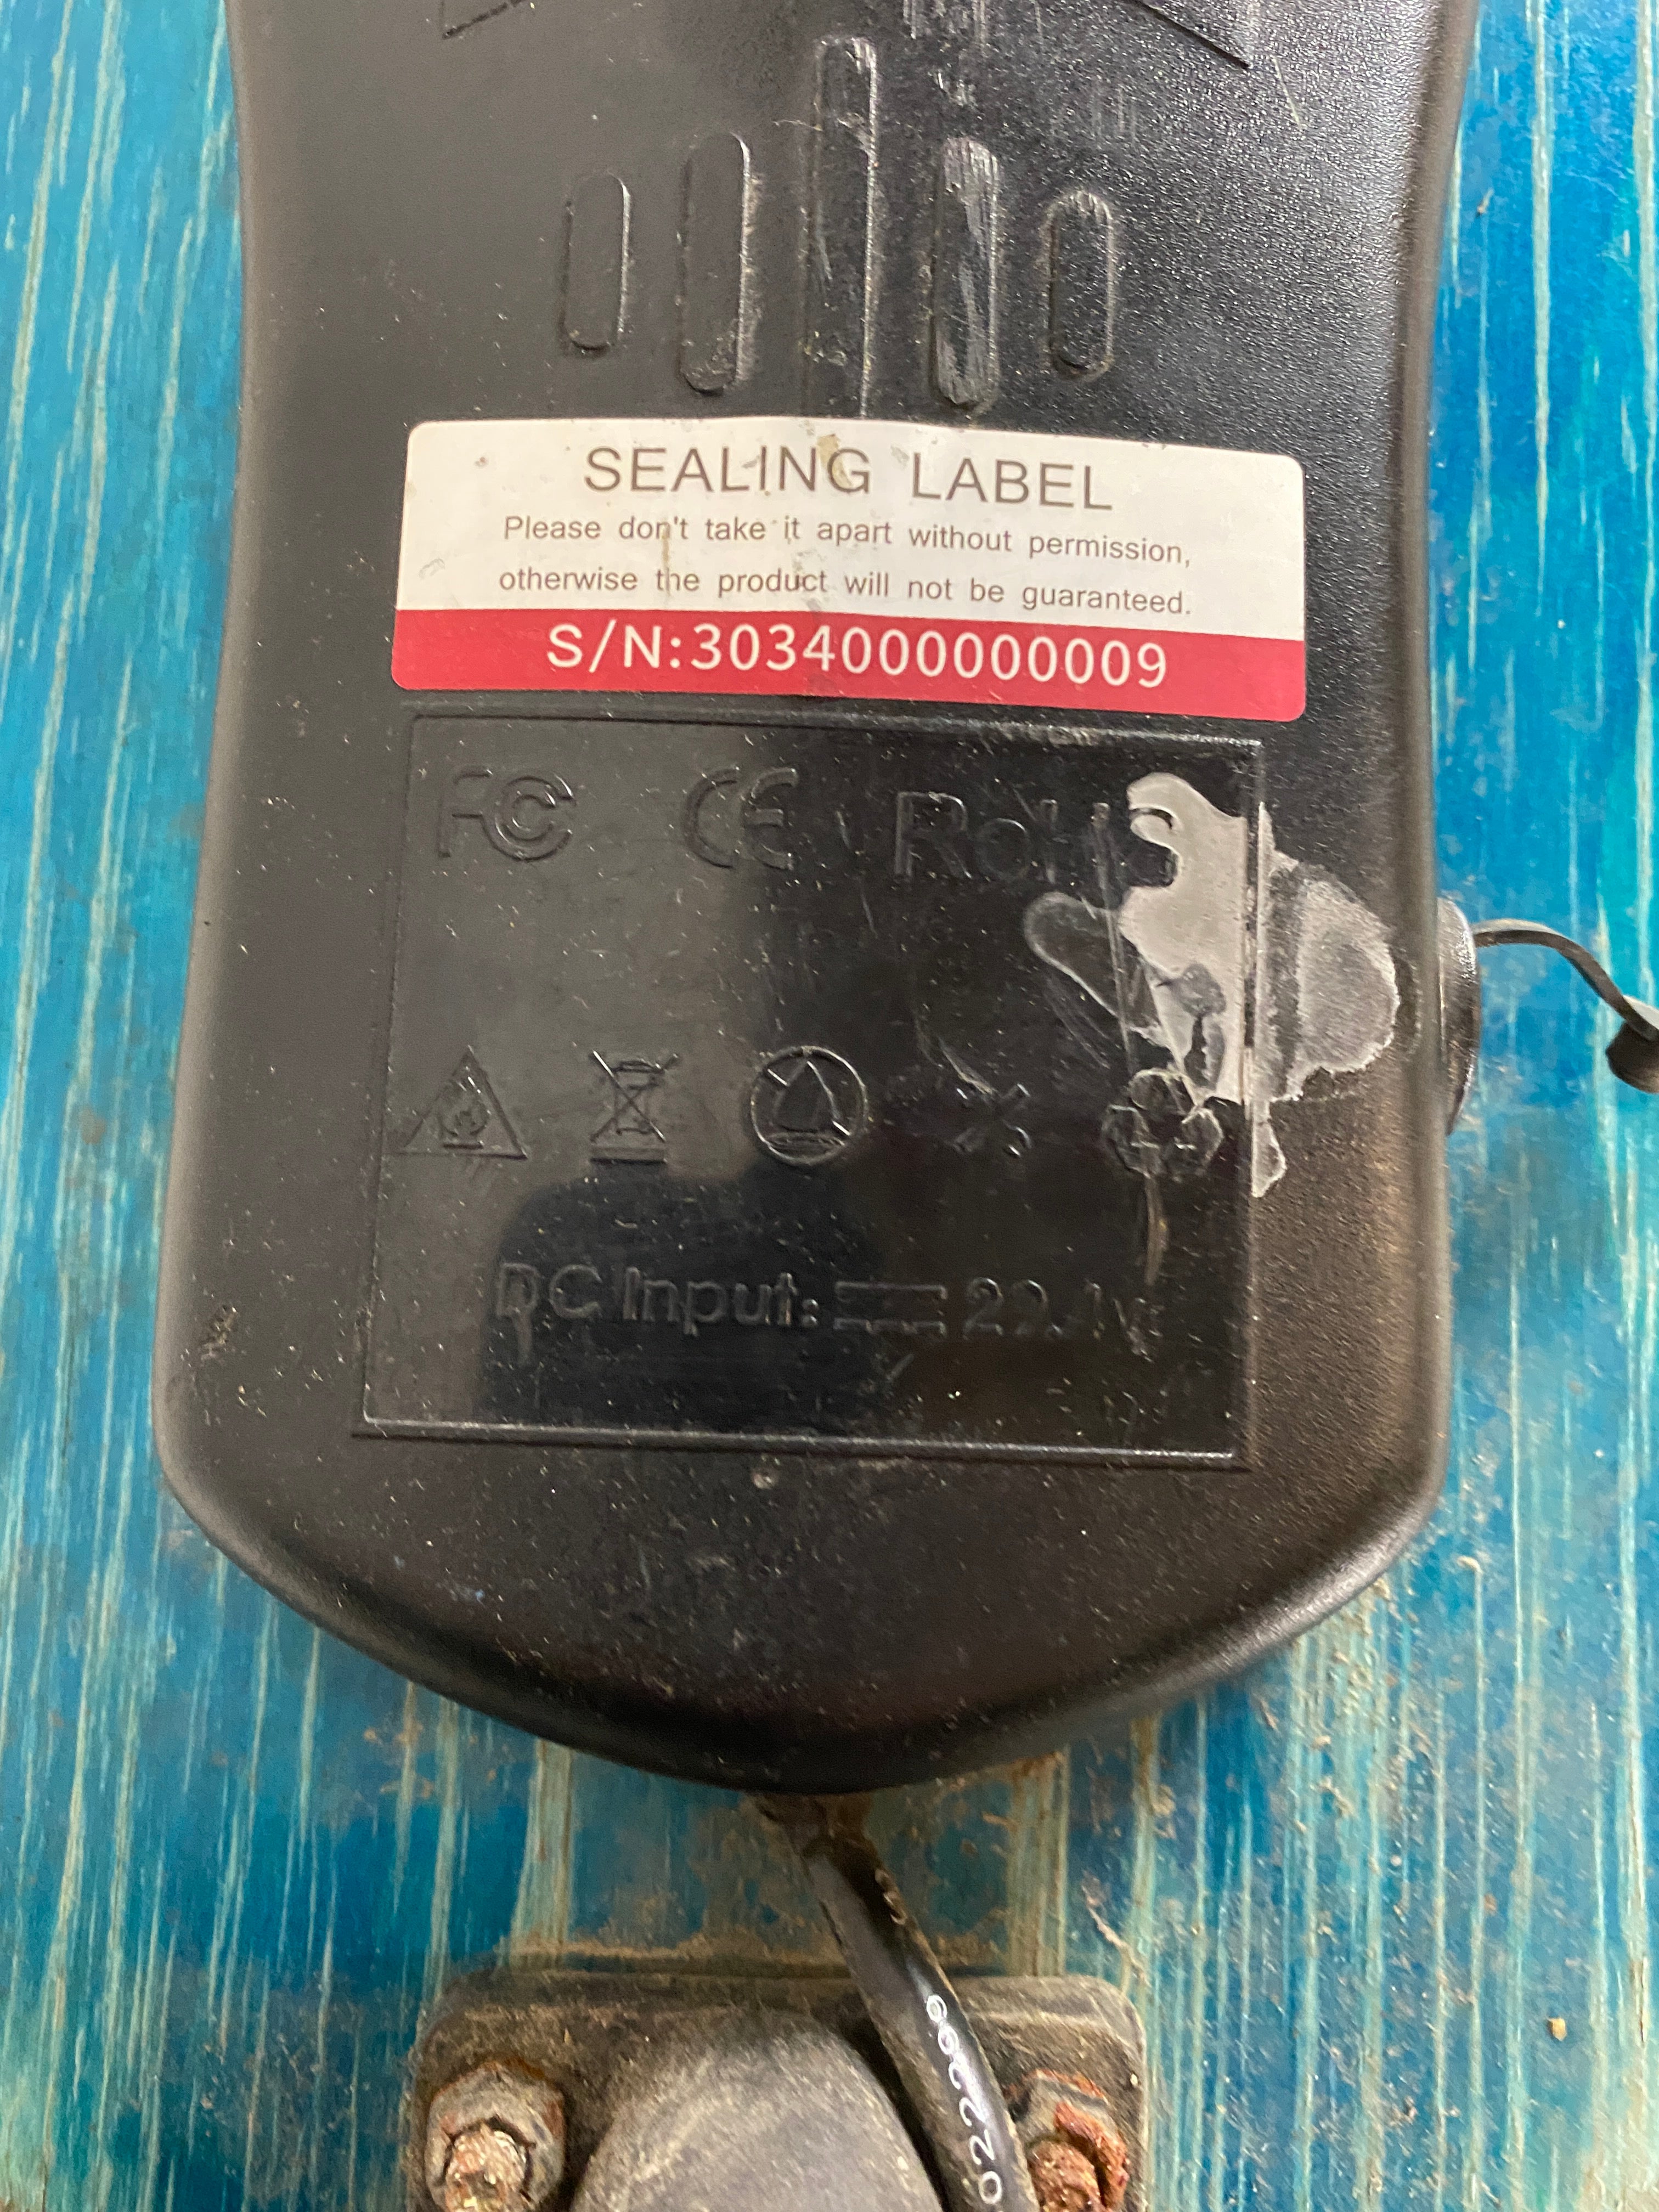 SEALING LABEL
Please don't take it apart without permission,
otherwise the product will not be guaranteed.
S/N:3034000000009
FC CE RoHS
DC Input: